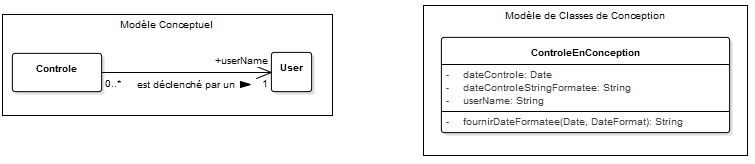 Modèle Conceptuel
Controle
+userName
User
0..*
est déclenché par un
1
Modèle de Classes de Conception
ControleEnConception
- dateControle: Date
- dateControleStringFormatee: String
- userName: String
- fournirDateFormatee(Date, DateFormat): String